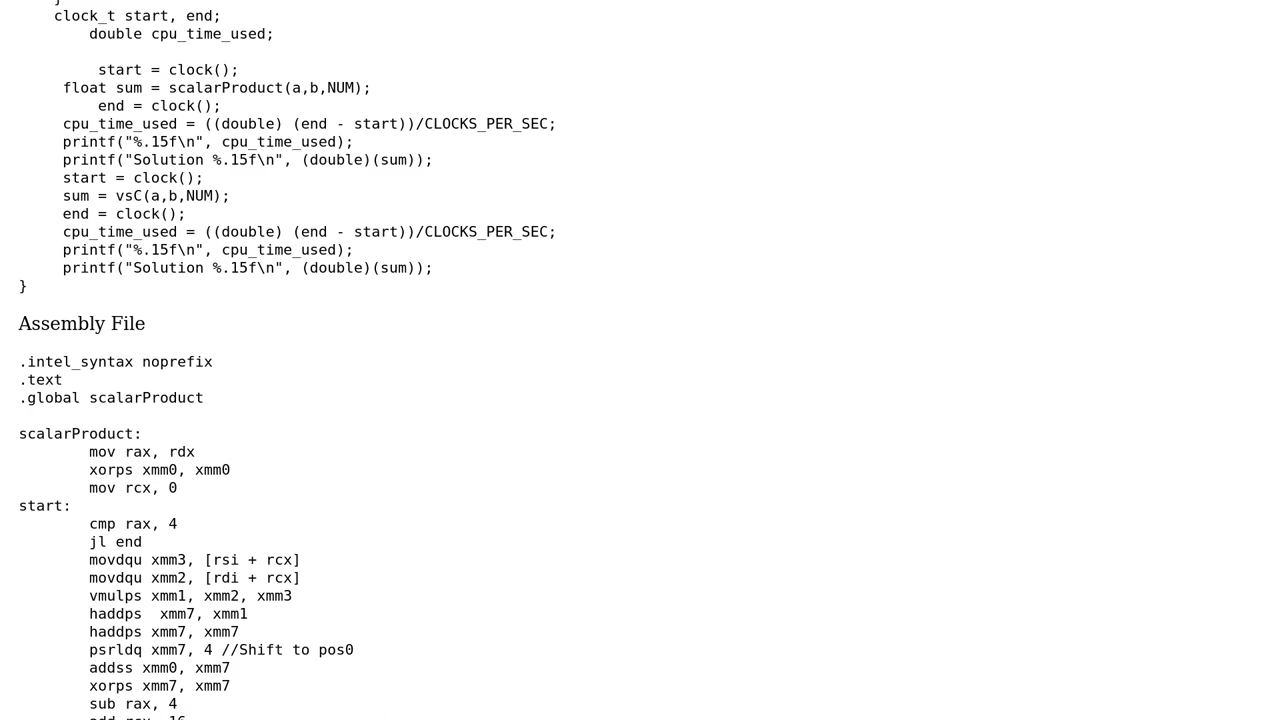 }
clock_t start, end;
double cpu_time_used;
start = clock();
float sum = scalarProduct(a,b,NUM);
end = clock();
cpu_time_used = ((double) (end - start))/CLOCKS_PER_SEC;
printf("%.15f\n", cpu_time_used);
printf("Solution %.15f\n", (double)(sum));
start = clock();
sum = vsC(a,b,NUM);
end = clock();
cpu_time_used = ((double) (end - start))/CLOCKS_PER_SEC;
printf("%.15f\n", cpu_time_used);
printf("Solution %.15f\n", (double)(sum));
}
Assembly File
.intel_syntax noprefix
.text
.global scalarProduct
scalarProduct:
mov rax, rdx
xorps xmm0, xmm0
mov rcx, 0
start:
cmp rax, 4
jl end
movdqu xmm3, [rsi + rcx]
movdqu xmm2, [rdi + rcx]
vmulps xmm1, xmm2, xmm3
haddps  xmm7, xmm1
haddps xmm7, xmm7
psrldq xmm7, 4 //Shift to pos0
addss xmm0, xmm7
xorps xmm7, xmm7
sub rax, 4
add rcx, 16